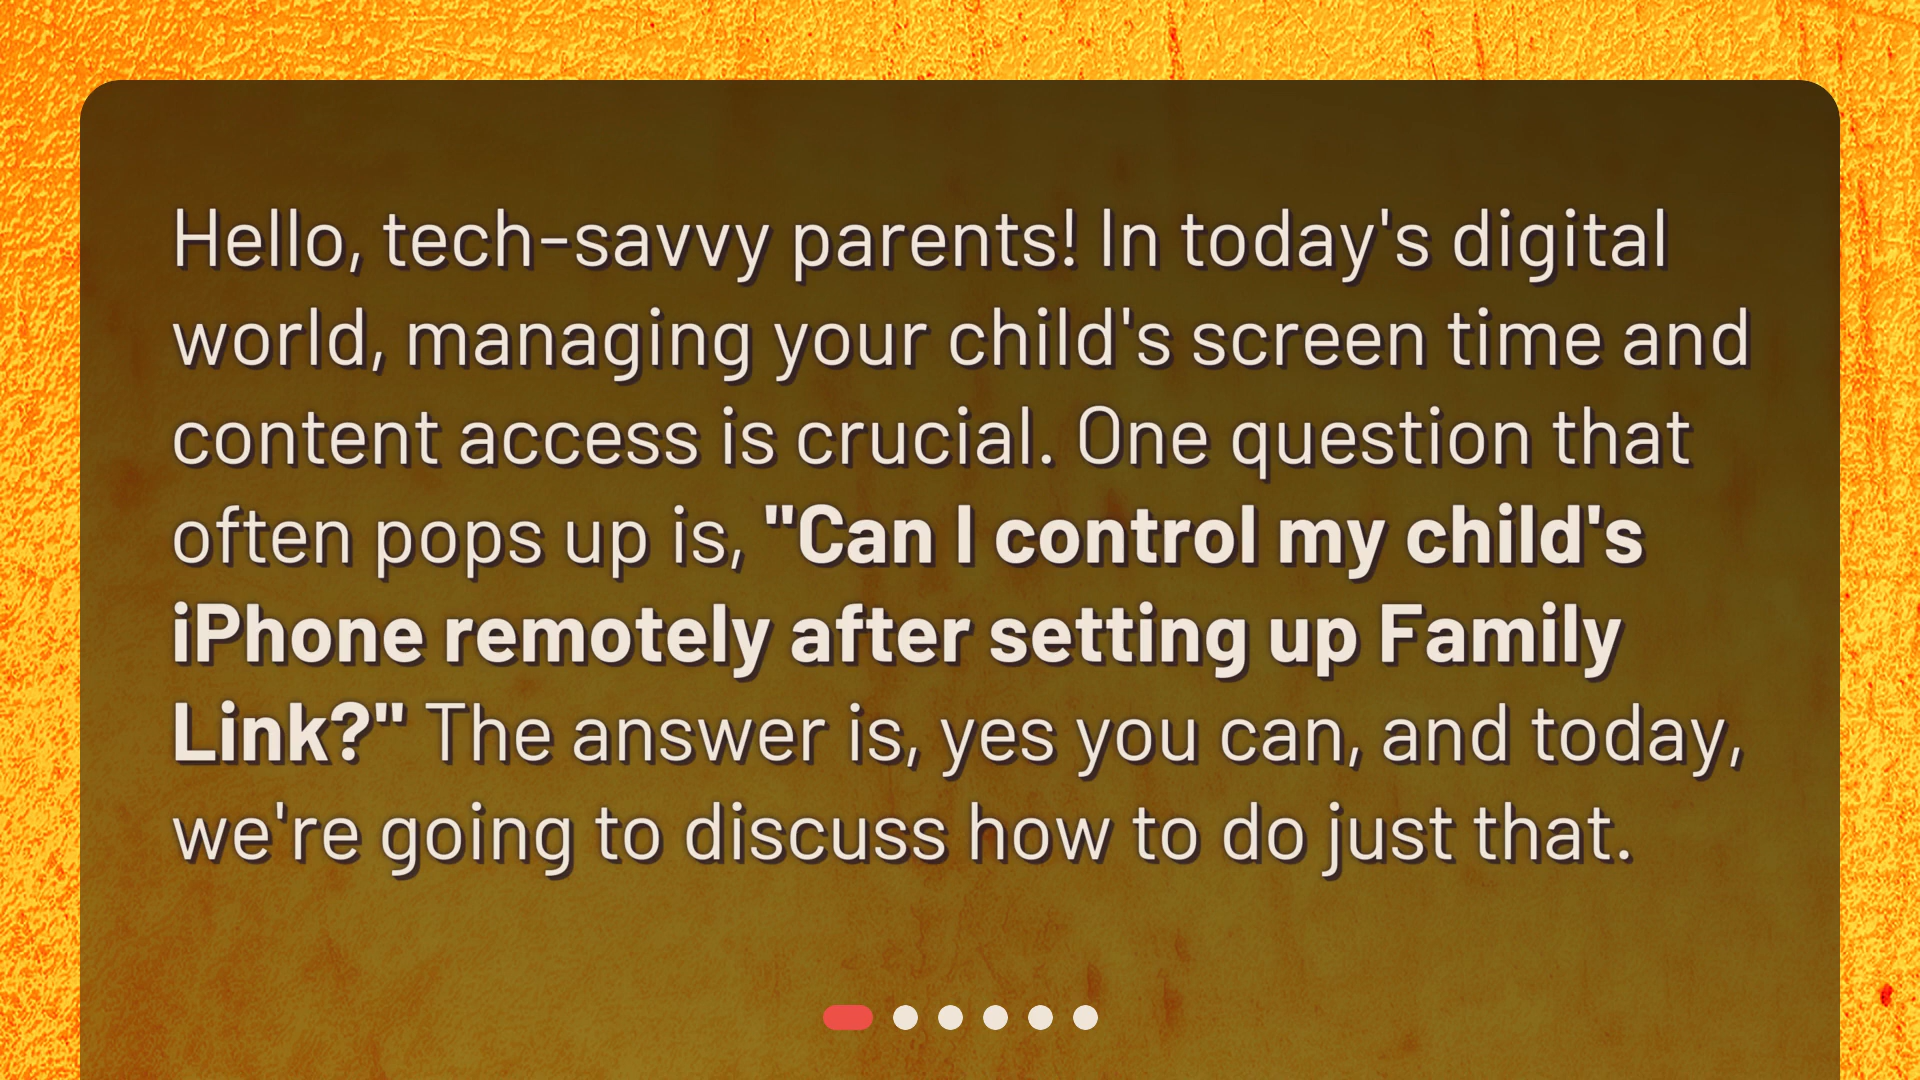 Hello, tech-savvy parents! In today's digital
world, managing your child's screen time and
content access is crucial. One question that
often pops up is, "Can I control my child's
iPhone remotely after setting up Family
Link?" The answer is, yes you can, and today,
we're going to discuss how to do just that.